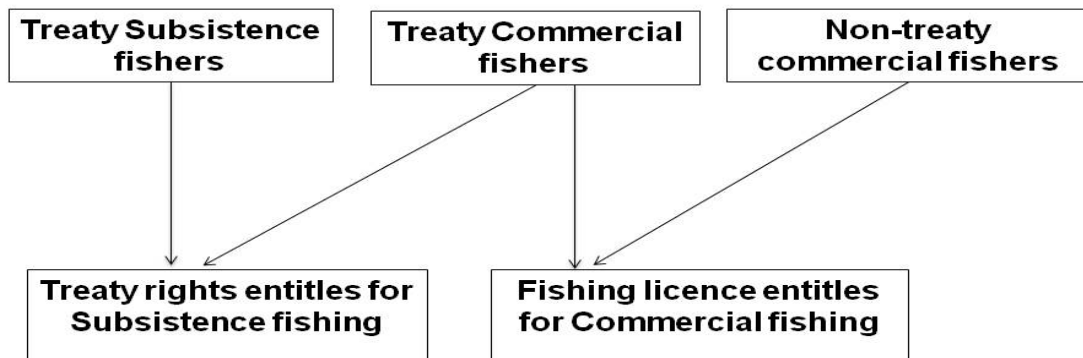 Treaty Subsistence
fishers
Treaty Commercial
fishers
Non-treaty
commercial fishers
Treaty rights entitles for
Subsistence fishing
Fishing licence entitles
for Commercial fishing